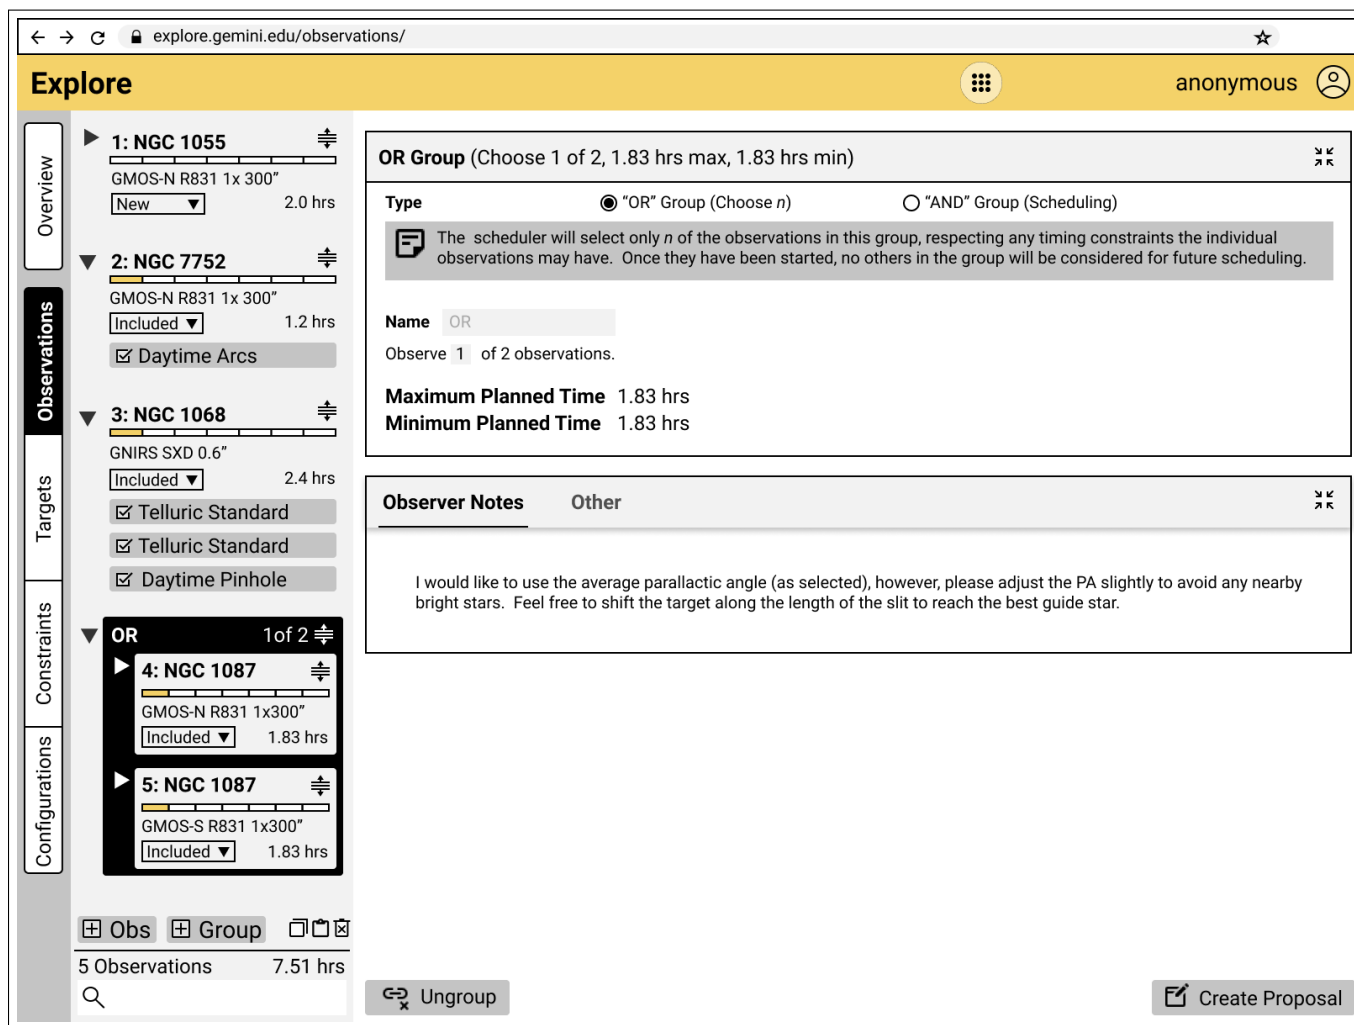 explore.gemini.edu/observations/
Explore
anonymous
Overview
Observations
Targets
Constraints
Configurations
1: NGC 1055
GMOS-N R831 1x 300”
New ▼ 2.0 hrs
2: NGC 7752
GMOS-N R831 1x 300”
Included ▼ 1.2 hrs
Daytime Arcs
3: NGC 1068
GNIRS SXD 0.6”
Included ▼ 2.4 hrs
Telluric Standard
Telluric Standard
Daytime Pinhole
OR 1of 2
4: NGC 1087
GMOS-N R831 1x300”
Included ▼ 1.83 hrs
5: NGC 1087
GMOS-S R831 1x300”
Included ▼ 1.83 hrs
Obs Group
5 Observations 7.51 hrs
OR Group (Choose 1 of 2, 1.83 hrs max, 1.83 hrs min)
Type “OR” Group (Choose n) “AND” Group (Scheduling)
The scheduler will select only n of the observations in this group, respecting any timing constraints the individual
observations may have. Once they have been started, no others in the group will be considered for future scheduling.
Name OR
Observe 1 of 2 observations.
Maximum Planned Time 1.83 hrs
Minimum Planned Time 1.83 hrs
Observer Notes Other
I would like to use the average parallactic angle (as selected), however, please adjust the PA slightly to avoid any nearby
bright stars. Feel free to shift the target along the length of the slit to reach the best guide star.
Ungroup
Create Proposal